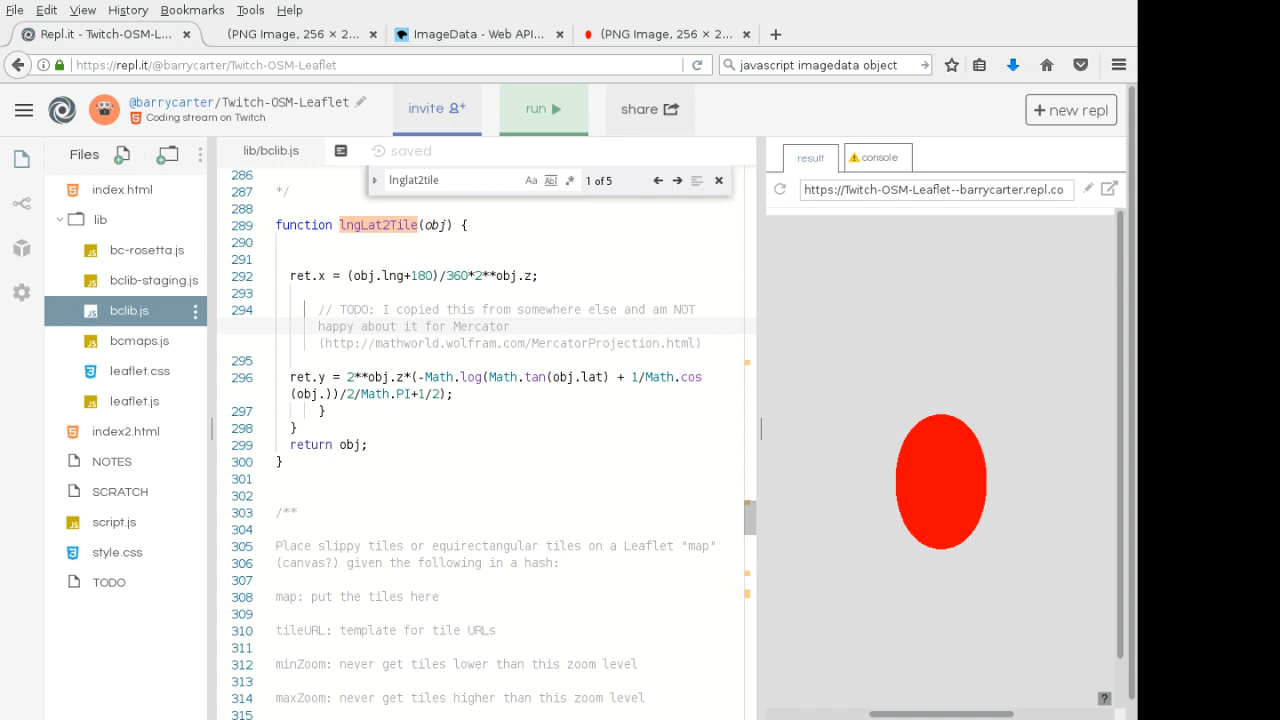 File Edit View History Bookmarks Tools Help
Repl.it - Twitch-OSM-L...
(PNG Image, 256 × 2...
ImageData - Web API...
(PNG Image, 256 × 2...
https://repl.it/@barrycarter/Twitch-OSM-Leaflet
javascript imagedata object
@barrycarter/Twitch-OSM-Leaflet
Coding stream on Twitch
invite
run
share
+ new repl
Files
index.html
lib
JS bc-rosetta.js
JS bclib-staging.js
JS bclib.js
JS bcmaps.js
leaflet.css
JS leaflet.js
index2.html
NOTES
SCRATCH
JS script.js
style.css
TODO
lib/bclib.js
saved
lnglat2tile
Aa Abl .* 1 of 5
286
287 */
288
289 function lngLat2Tile(obj) {
290
291
292 ret.x = (obj.lng+180)/360*2**obj.z;
293
294 // TODO: I copied this from somewhere else and am NOT
happy about it for Mercator
(http://mathworld.wolfram.com/MercatorProjection.html)
295
296 ret.y = 2**obj.z*(-Math.log(Math.tan(obj.lat) + 1/Math.cos
(obj.))/2/Math.PI+1/2);
297 }
298 }
299 return obj;
300 }
301
302
303 /**
304
305 Place slippy tiles or equirectangular tiles on a Leaflet "map"
306 (canvas?) given the following in a hash:
307
308 map: put the tiles here
309
310 tileURL: template for tile URLs
311
312 minZoom: never get tiles lower than this zoom level
313
314 maxZoom: never get tiles higher than this zoom level
315
result
console
https://Twitch-OSM-Leaflet--barrycarter.repl.co
?